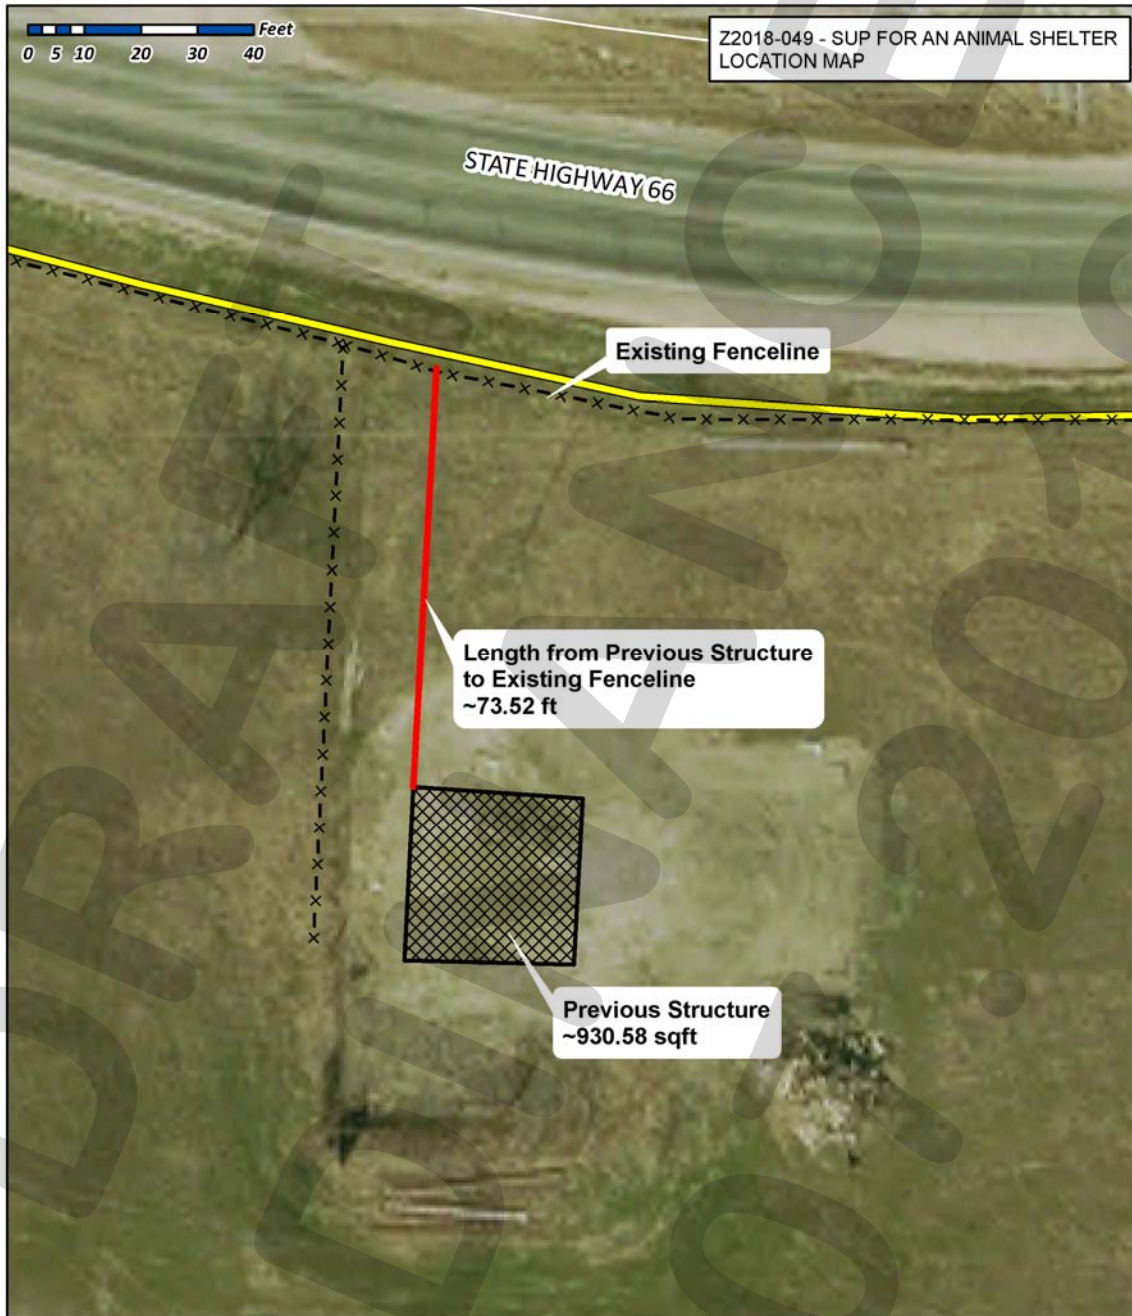 Feet
0 5 10 20 30 40
Z2018-049 - SUP FOR AN ANIMAL SHELTER
LOCATION MAP
STATE HIGHWAY 66
Existing Fenceline
Length from Previous Structure
to Existing Fenceline
~73.52 ft
Previous Structure
~930.58 sqft
DRAFT